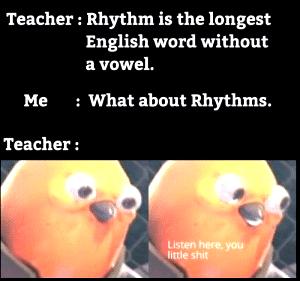 Teacher : Rhythm is the longest
English word without
a vowel.
Me : What about Rhythms.
Teacher :
Listen here, you
little shit